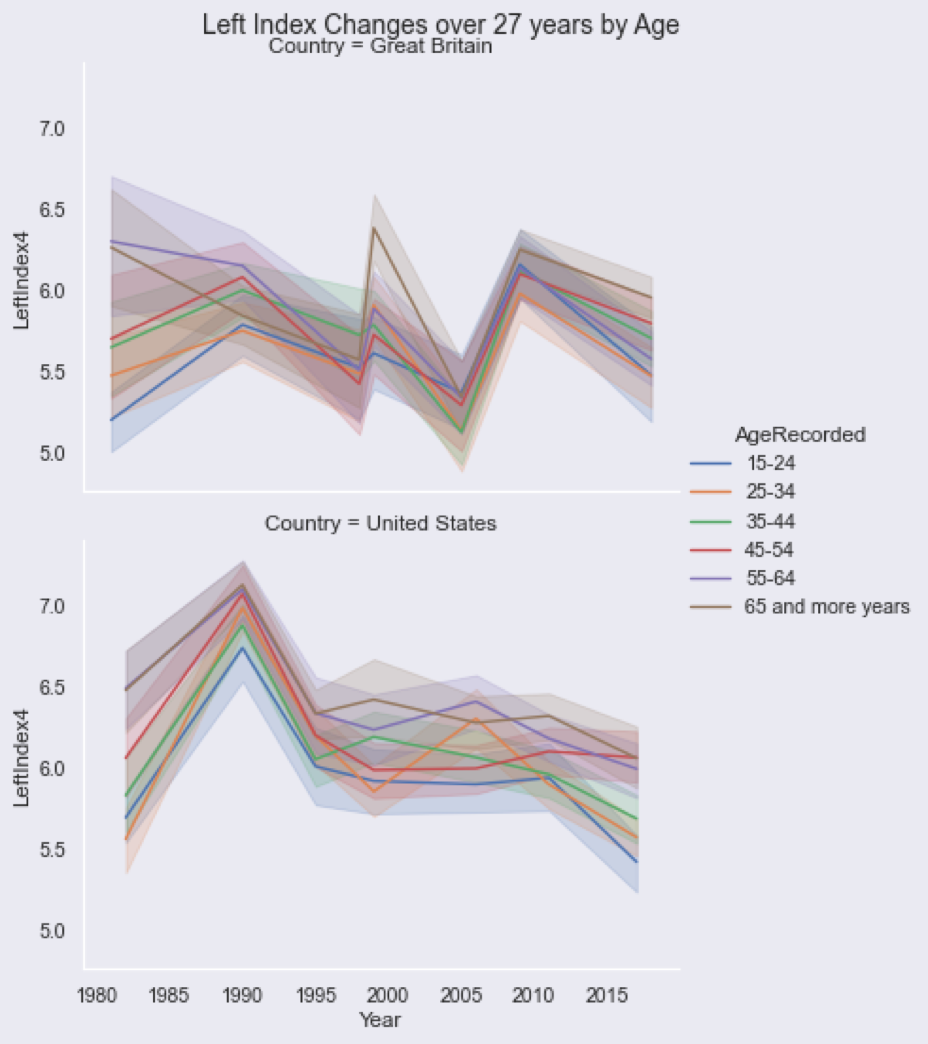 Left Index Changes over 27 years by Age
Country = Great Britain
7.0
6.5
6.0
5.5
5.0
LeftIndex4
AgeRecorded
15-24
25-34
35-44
45-54
55-64
65 and more years
Country = United States
7.0
6.5
6.0
5.5
5.0
LeftIndex4
1980 1985 1990 1995 2000 2005 2010 2015
Year